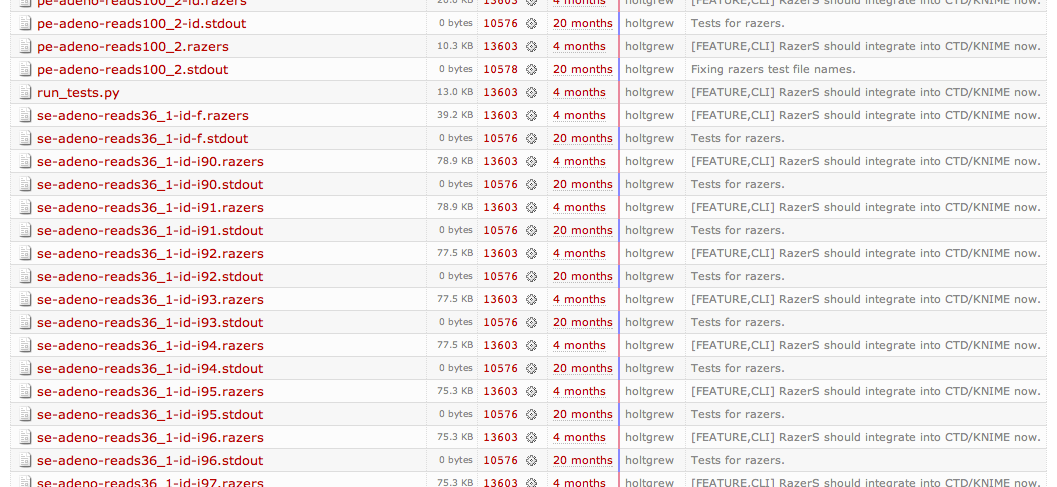 pe-adeno-reads100_2-id.razers 20.0 KB 13603 4 months holtgrew [FEATURE,CLI] RazerS should integrate into CTD/KNIME now.
pe-adeno-reads100_2-id.stdout 0 bytes 10576 20 months holtgrew Tests for razers.
pe-adeno-reads100_2.razers 10.3 KB 13603 4 months holtgrew [FEATURE,CLI] RazerS should integrate into CTD/KNIME now.
pe-adeno-reads100_2.stdout 0 bytes 10578 20 months holtgrew Fixing razers test file names.
run_tests.py 13.0 KB 13603 4 months holtgrew [FEATURE,CLI] RazerS should integrate into CTD/KNIME now.
se-adeno-reads36_1-id-f.razers 39.2 KB 13603 4 months holtgrew [FEATURE,CLI] RazerS should integrate into CTD/KNIME now.
se-adeno-reads36_1-id-f.stdout 0 bytes 10576 20 months holtgrew Tests for razers.
se-adeno-reads36_1-id-i90.razers 78.9 KB 13603 4 months holtgrew [FEATURE,CLI] RazerS should integrate into CTD/KNIME now.
se-adeno-reads36_1-id-i90.stdout 0 bytes 10576 20 months holtgrew Tests for razers.
se-adeno-reads36_1-id-i91.razers 78.9 KB 13603 4 months holtgrew [FEATURE,CLI] RazerS should integrate into CTD/KNIME now.
se-adeno-reads36_1-id-i91.stdout 0 bytes 10576 20 months holtgrew Tests for razers.
se-adeno-reads36_1-id-i92.razers 77.5 KB 13603 4 months holtgrew [FEATURE,CLI] RazerS should integrate into CTD/KNIME now.
se-adeno-reads36_1-id-i92.stdout 0 bytes 10576 20 months holtgrew Tests for razers.
se-adeno-reads36_1-id-i93.razers 77.5 KB 13603 4 months holtgrew [FEATURE,CLI] RazerS should integrate into CTD/KNIME now.
se-adeno-reads36_1-id-i93.stdout 0 bytes 10576 20 months holtgrew Tests for razers.
se-adeno-reads36_1-id-i94.razers 77.5 KB 13603 4 months holtgrew [FEATURE,CLI] RazerS should integrate into CTD/KNIME now.
se-adeno-reads36_1-id-i94.stdout 0 bytes 10576 20 months holtgrew Tests for razers.
se-adeno-reads36_1-id-i95.razers 75.3 KB 13603 4 months holtgrew [FEATURE,CLI] RazerS should integrate into CTD/KNIME now.
se-adeno-reads36_1-id-i95.stdout 0 bytes 10576 20 months holtgrew Tests for razers.
se-adeno-reads36_1-id-i96.razers 75.3 KB 13603 4 months holtgrew [FEATURE,CLI] RazerS should integrate into CTD/KNIME now.
se-adeno-reads36_1-id-i96.stdout 0 bytes 10576 20 months holtgrew Tests for razers.
se-adeno-reads36_1-id-i97.razers 75.3 KB 13603 4 months holtgrew [FEATURE,CLI] RazerS should integrate into CTD/KNIME now.